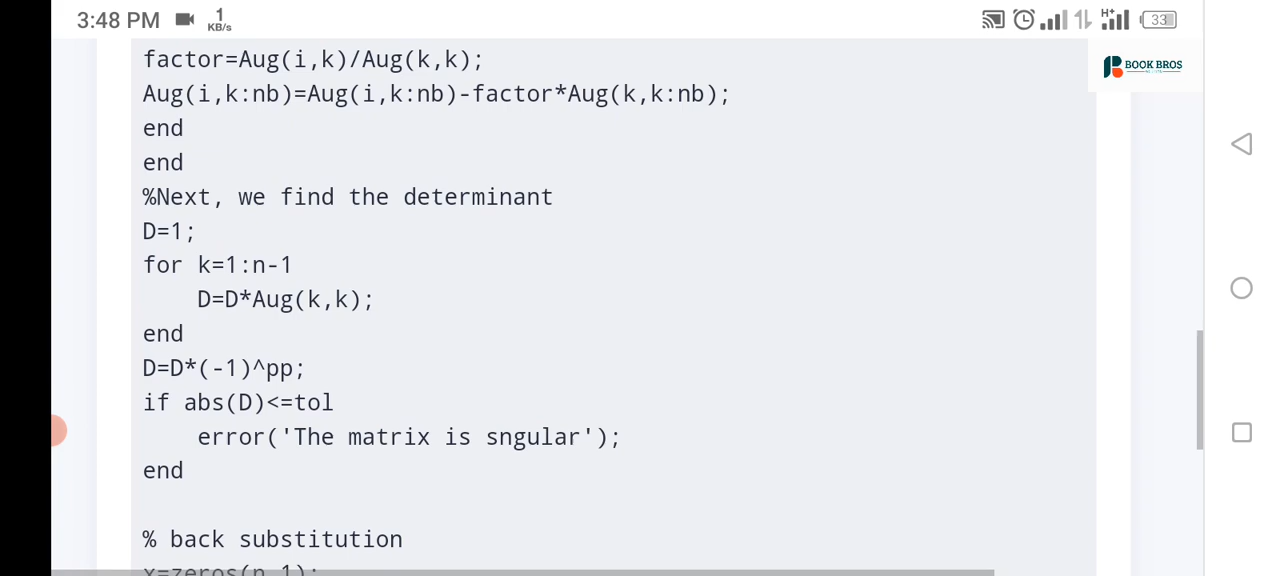 3:48 PM 1 KB/s H+ 33
BOOK BROS
factor=Aug(i,k)/Aug(k,k);
Aug(i,k:nb)=Aug(i,k:nb)-factor*Aug(k,k:nb);
end
end
%Next, we find the determinant
D=1;
for k=1:n-1
    D=D*Aug(k,k);
end
D=D*(-1)^pp;
if abs(D)<=tol
    error('The matrix is sngular');
end
% back substitution
x=zeros(n,1);